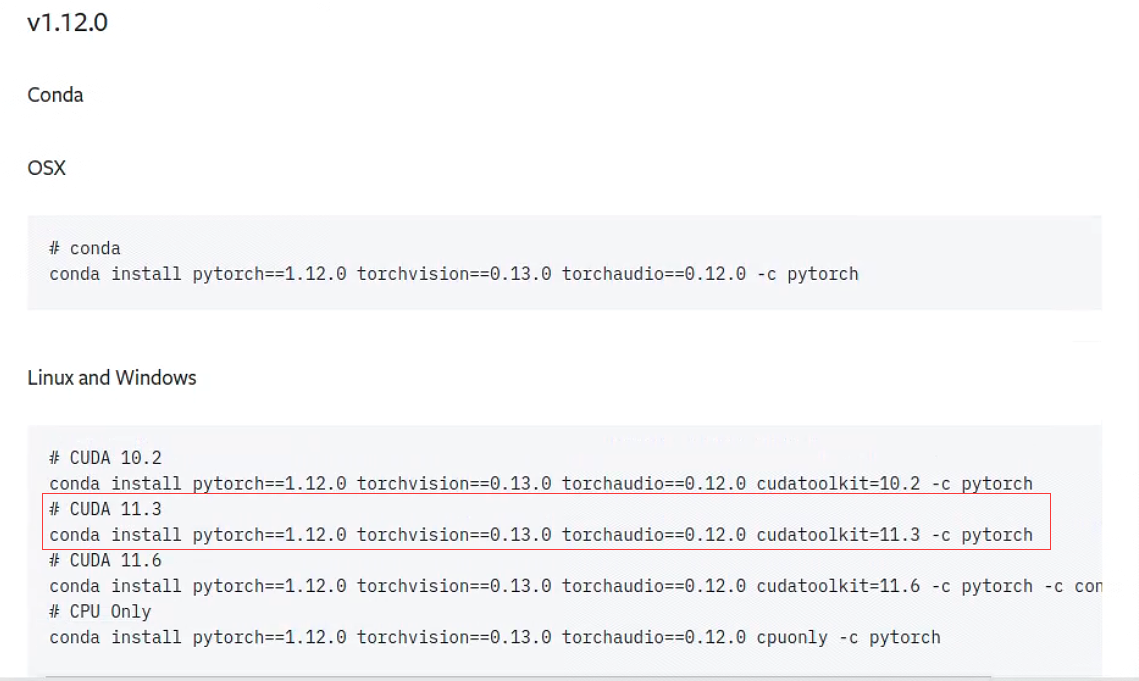 v1.12.0
Conda
OSX
# conda
conda install pytorch==1.12.0 torchvision==0.13.0 torchaudio==0.12.0 -c pytorch
Linux and Windows
# CUDA 10.2
conda install pytorch==1.12.0 torchvision==0.13.0 torchaudio==0.12.0 cudatoolkit=10.2 -c pytorch
# CUDA 11.3
conda install pytorch==1.12.0 torchvision==0.13.0 torchaudio==0.12.0 cudatoolkit=11.3 -c pytorch
# CUDA 11.6
conda install pytorch==1.12.0 torchvision==0.13.0 torchaudio==0.12.0 cudatoolkit=11.6 -c pytorch -c con
# CPU Only
conda install pytorch==1.12.0 torchvision==0.13.0 torchaudio==0.12.0 cpuonly -c pytorch